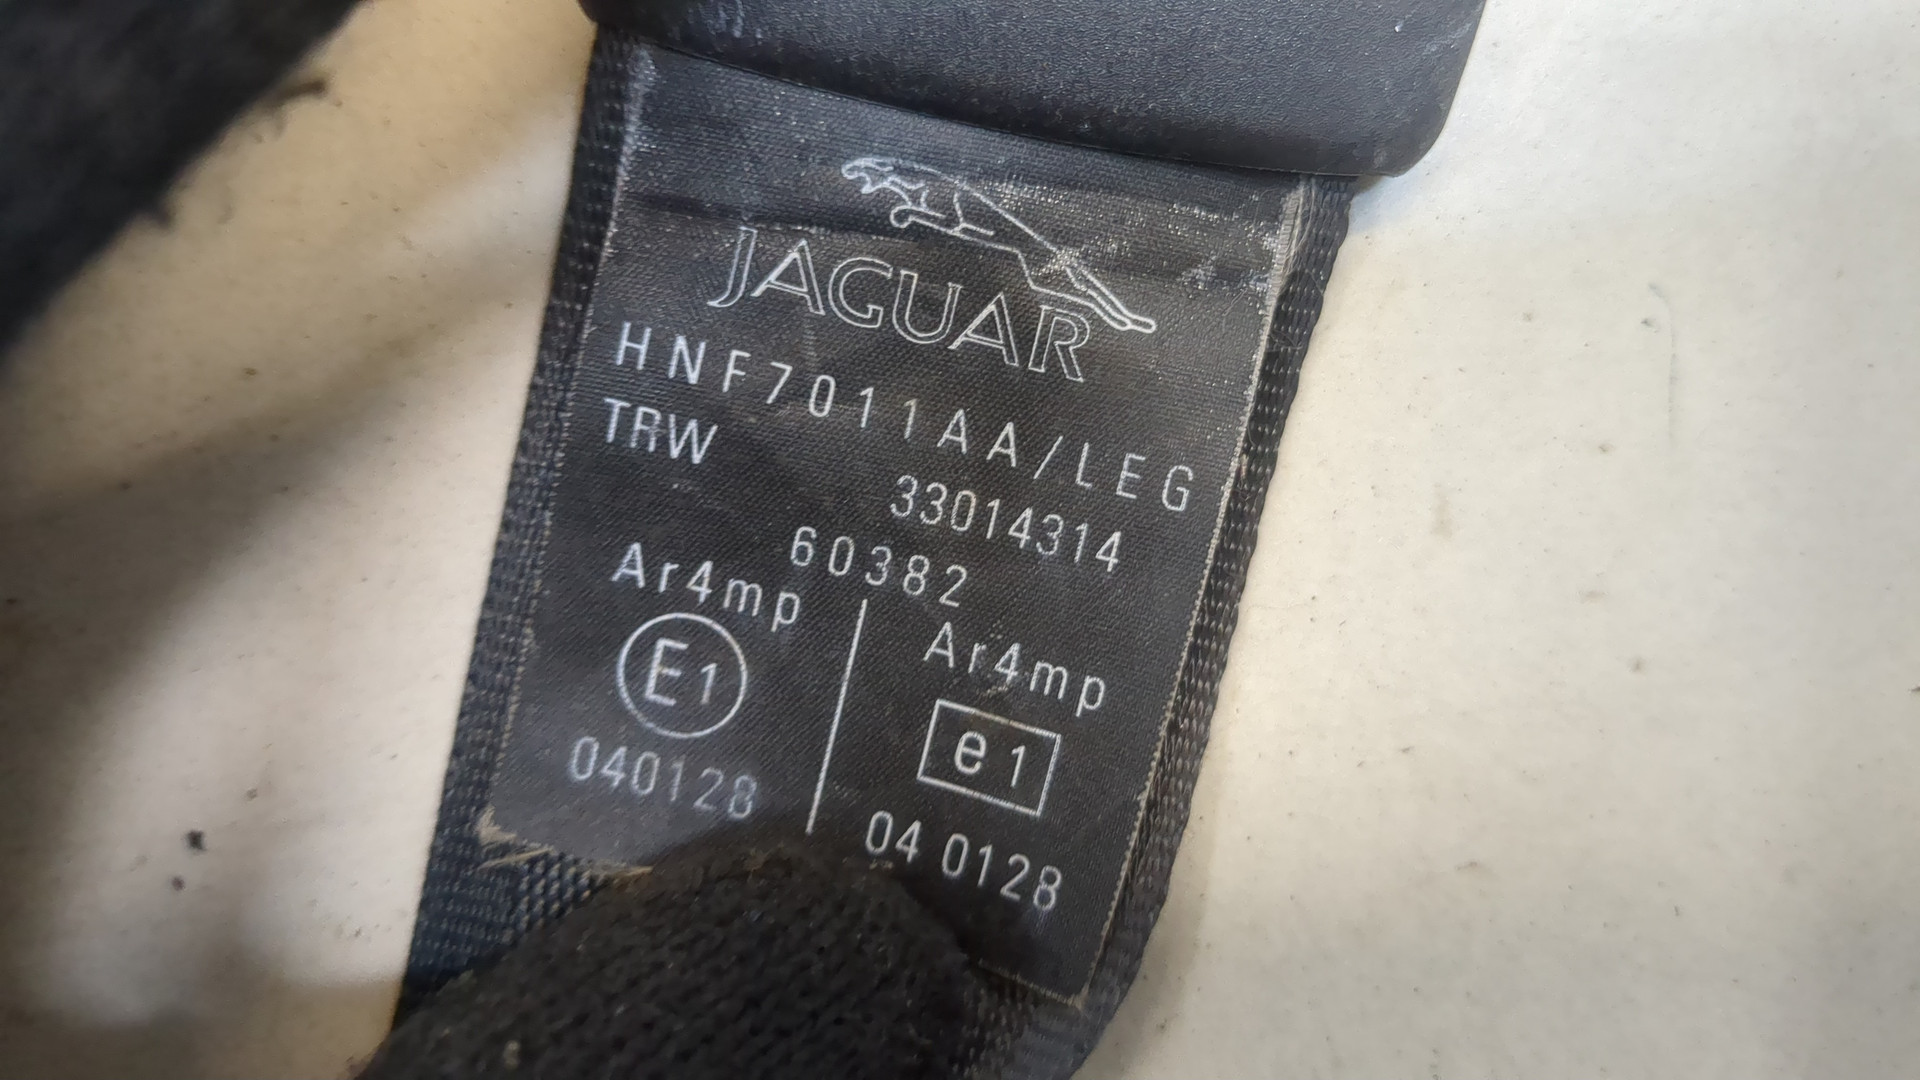 JAGUAR
HNF7011AA/LEG
TRW
33014314
60382
Ar4mp
E1
040128
Ar4mp
e1
04 0128